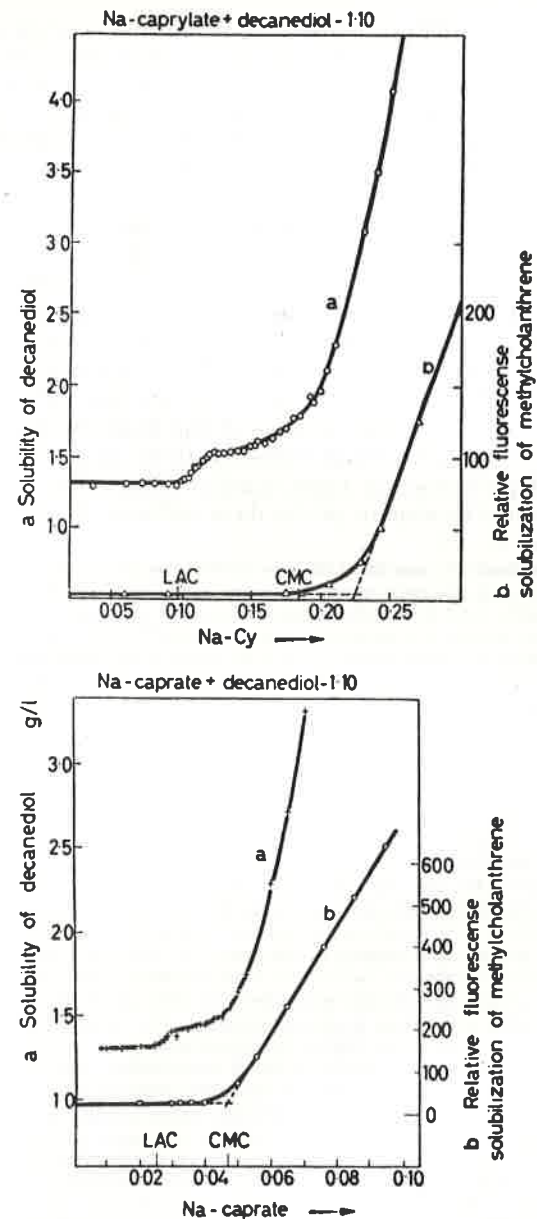 Na-caprylate + decanediol-1·10
a Solubility of decanediol
4·0
3·5
3·0
2·5
2·0
1·5
1·0
a
b
200
100
b Relative fluorescense
solubilization of methylcholanthrene
LAC
CMC
0·05
0·10
0·15
0·20
0·25
Na-Cy
Na-caprate + decanediol-1·10
a Solubility of decanediol g/l
3·0
2·5
2·0
1·5
1·0
a
b
600
500
400
300
200
100
0
b Relative fluorescense
solubilization of methylcholanthrene
LAC
CMC
0·02
0·04
0·06
0·08
0·10
Na-caprate